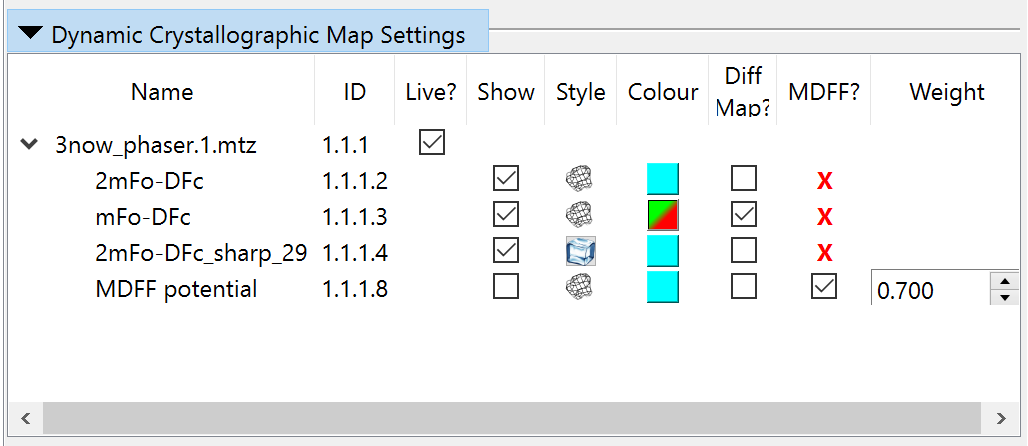 Dynamic Crystallographic Map Settings
Name ID Live? Show Style Colour Diff Map? MDFF? Weight
3now_phaser.1.mtz 1.1.1
2mFo-DFc 1.1.1.2 X
mFo-DFc 1.1.1.3 X
2mFo-DFc_sharp_29 1.1.1.4 X
MDFF potential 1.1.1.8 0.700